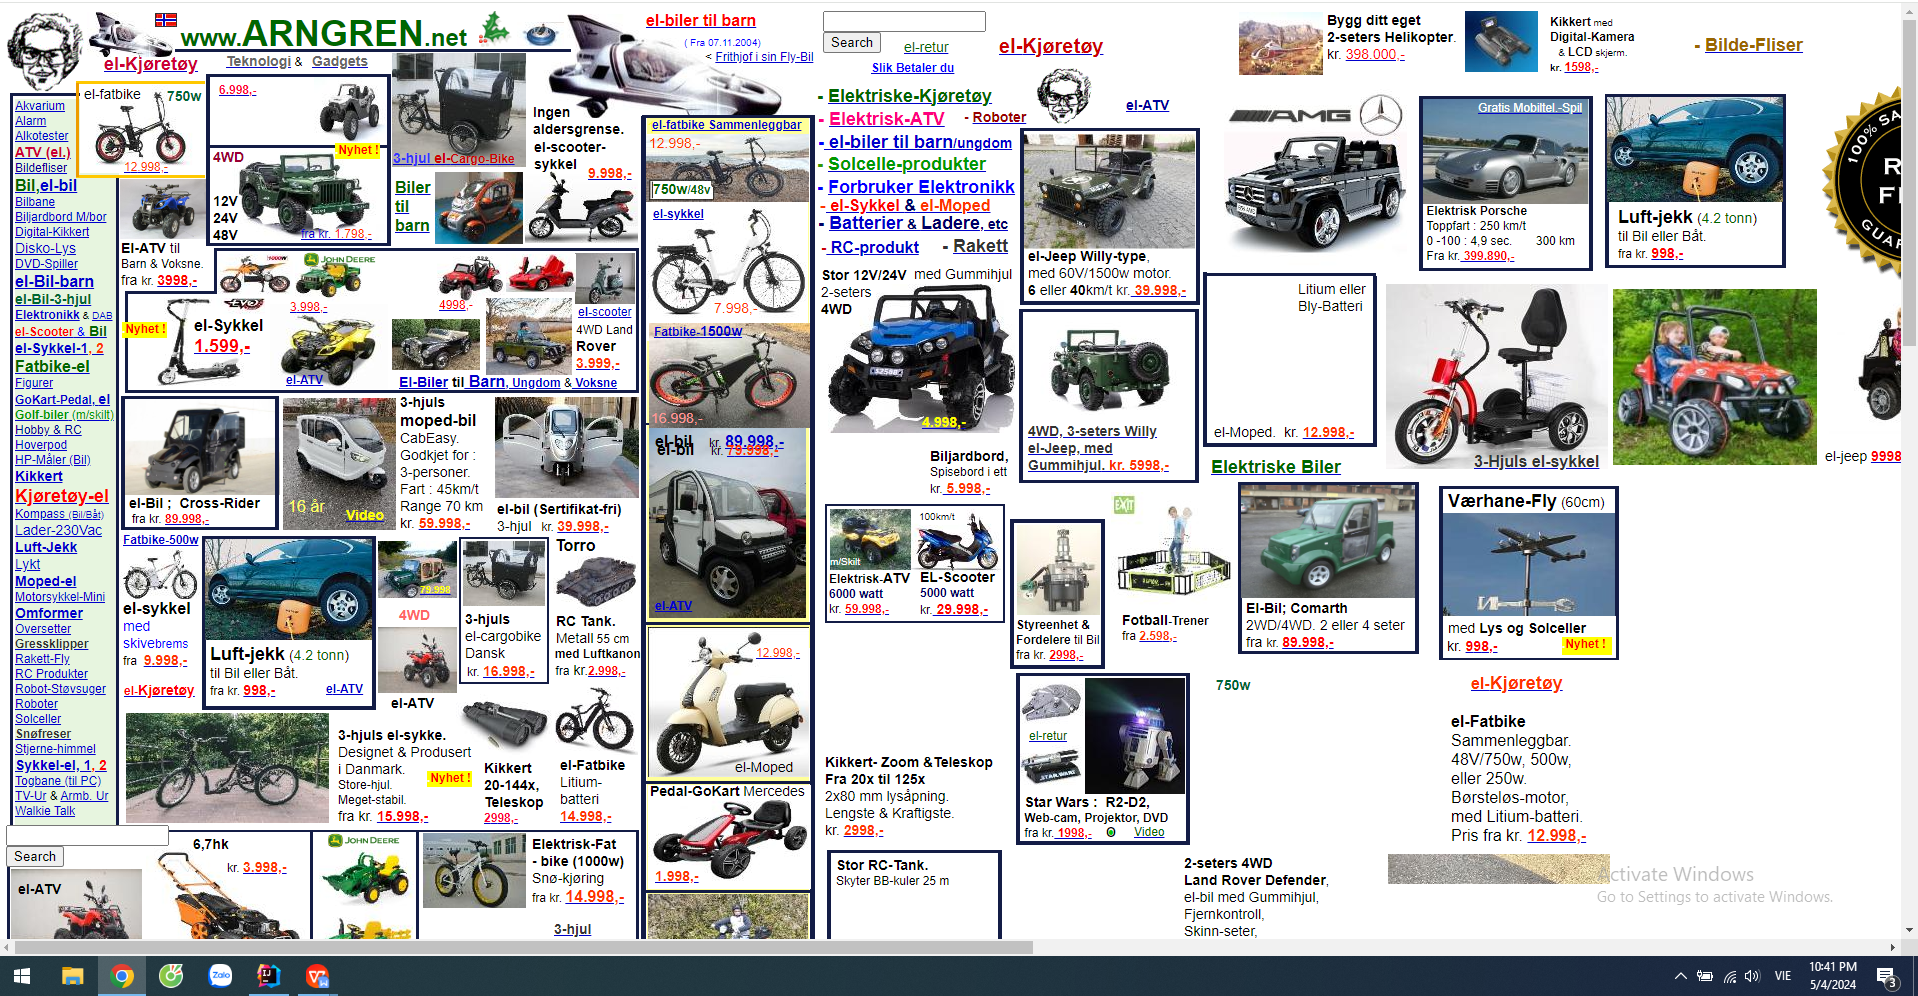 www.ARNGREN.net
el-Kjøretøy
Teknologi & Gadgets
el-biler til barn
( Fra 07.11.2004)
< Frithjof i sin Fly-Bil
Search
el-retur
Slik Betaler du
el-Kjøretøy
Bygg ditt eget
2-seters Helikopter.
kr. 398.000,-
Kikkert med
Digital-Kamera
& LCD skjerm.
kr. 1598,-
- Bilde-Fliser
Akvarium
Alarm
Alkotester
ATV (el.)
Bildefliser
Bil,el-bil
Bilbane
Biljardbord M/bor
Digital-Kikkert
Disko-Lys
DVD-Spiller
el-Bil-barn
el-Bil-3-hjul
Elektronikk & DAB
el-Scooter & Bil
el-Sykkel-1, 2
Fatbike-el
Figurer
GoKart-Pedal, el
Golf-biler (m/skilt)
Hobby & RC
Hoverpod
HP-Måler (Bil)
Kikkert
Kjøretøy-el
Kompass (Bil/Båt)
Lader-230Vac
Luft-Jekk
Lykt
Moped-el
Motorsykkel-Mini
Omformer
Oversetter
Gressklipper
Rakett-Fly
RC Produkter
Robot-Støvsuger
Roboter
Solceller
Snøfreser
Stjerne-himmel
Sykkel-el, 1, 2
Togbane (til PC)
TV-Ur & Armb. Ur
Walkie Talk
Search
el-ATV
el-fatbike 750w
12.998,-
6.998,-
4WD
Nyhet !
12V
24V
48V
fra kr. 1.798,-
3-hjul el-Cargo-Bike
Biler
til
barn
Ingen
aldersgrense.
el-scooter-
sykkel
9.998,-
El-ATV til
Barn & Voksne.
fra kr. 3998,-
JOHN DEERE
3.998,-
4998,-
el-scooter
Nyhet !
EVO
el-Sykkel
1.599,-
el-ATV
4WD Land
Rover
3.999,-
El-Biler til Barn, Ungdom & Voksne
el-Bil ; Cross-Rider
fra kr. 89.998,-
16 år
Video
3-hjuls
moped-bil
CabEasy.
Godkjet for :
3-personer.
Fart : 45km/t
Range 70 km
kr. 59.998,-
el-bil (Sertifikat-fri)
3-hjul kr. 39.998,-
Fatbike-500w
el-sykkel
med
skivebrems
fra 9.998,-
el-Kjøretøy
Luft-jekk (4.2 tonn)
til Bil eller Båt.
fra kr. 998,-
el-ATV
79.998
4WD
el-ATV
3-hjuls
el-cargobike
Dansk
kr. 16.998,-
Torro
RC Tank.
Metall 55 cm
med Luftkanon
fra kr.2.998,-
3-hjuls el-sykke.
Designet & Produsert
i Danmark.
Store-hjul.
Meget-stabil.
fra kr. 15.998,-
Nyhet !
Kikkert
20-144x,
Teleskop
2998,-
el-Fatbike
Litium-
batteri
14.998,-
6,7hk
kr. 3.998,-
JOHN DEERE
Elektrisk-Fat
- bike (1000w)
Snø-kjøring
fra kr. 14.998,-
3-hjul
el-fatbike Sammenleggbar
12.998,-
750w/48v
el-sykkel
7.998,-
Fatbike-1500w
16.998,-
el-bil kr. 89.998,-
el-bil 79.998,-
el-ATV
12.998,-
el-Moped
Pedal-GoKart Mercedes
1.998,-
- Elektriske-Kjøretøy
- Elektrisk-ATV
- Roboter
- el-biler til barn/ungdom
- Solcelle-produkter
- Forbruker Elektronikk
- el-Sykkel & el-Moped
- Batterier & Ladere, etc
- RC-produkt - Rakett
Stor 12V/24V med Gummihjul
2-seters
4WD
4.998,-
Biljardbord,
Spisebord i ett
kr. 5.998,-
m/Skilt
100km/t
Elektrisk-ATV
6000 watt
kr. 59.998,-
EL-Scooter
5000 watt
kr. 29.998,-
Kikkert- Zoom &Teleskop
Fra 20x til 125x
2x80 mm lysåpning.
Lengste & Kraftigste.
kr. 2998,-
Stor RC-Tank.
Skyter BB-kuler 25 m
el-ATV
el-Jeep Willy-type,
med 60V/1500w motor.
6 eller 40km/t kr. 39.998,-
4WD, 3-seters Willy
el-Jeep, med
Gummihjul. kr. 5998,-
Styreenhet &
Fordelere til Bil
fra kr. 2998,-
EXIT
Fotball-Trener
fra 2.598,-
el-retur
STAR WARS
Star Wars : R2-D2,
Web-cam, Projektor, DVD
fra kr. 1998,- Video
AMG
Gratis Mobiltel.-Spil
Elektrisk Porsche
Toppfart : 250 km/t
0 -100 : 4,9 sec. 300 km
Fra kr. 399.890,-
Luft-jekk (4.2 tonn)
til Bil eller Båt.
fra kr. 998,-
Litium eller
Bly-Batteri
el-Moped. kr. 12.998,-
Elektriske Biler
3-Hjuls el-sykkel
el-jeep 9998
El-Bil; Comarth
2WD/4WD. 2 eller 4 seter
fra kr. 89.998,-
Værhane-Fly (60cm)
med Lys og Solceller
kr. 998,-
Nyhet !
750w
el-Kjøretøy
el-Fatbike
Sammenleggbar.
48V/750w, 500w,
eller 250w.
Børsteløs-motor,
med Litium-batteri.
Pris fra kr. 12.998,-
2-seters 4WD
Land Rover Defender,
el-bil med Gummihjul,
Fjernkontroll,
Skinn-seter,
Activate Windows
Go to Settings to activate Windows.
Zalo
VIE
10:41 PM
5/4/2024
3